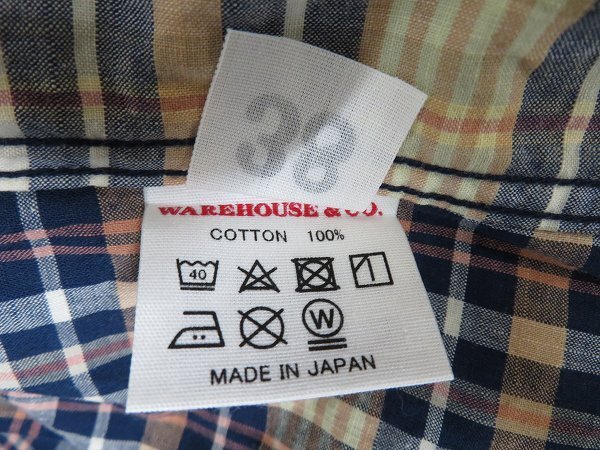 38
WAREHOUSE & CO.
COTTON 100%
40
W
MADE IN JAPAN